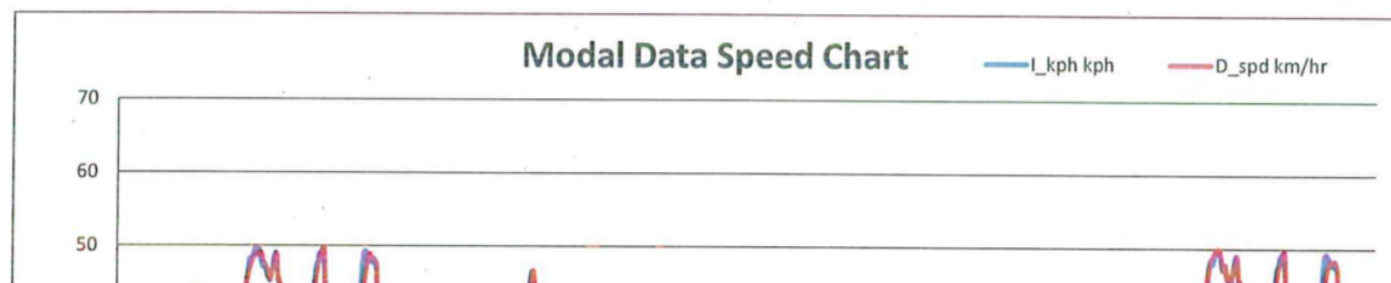 Modal Data Speed Chart
I_kph kph
D_spd km/hr
70
60
50